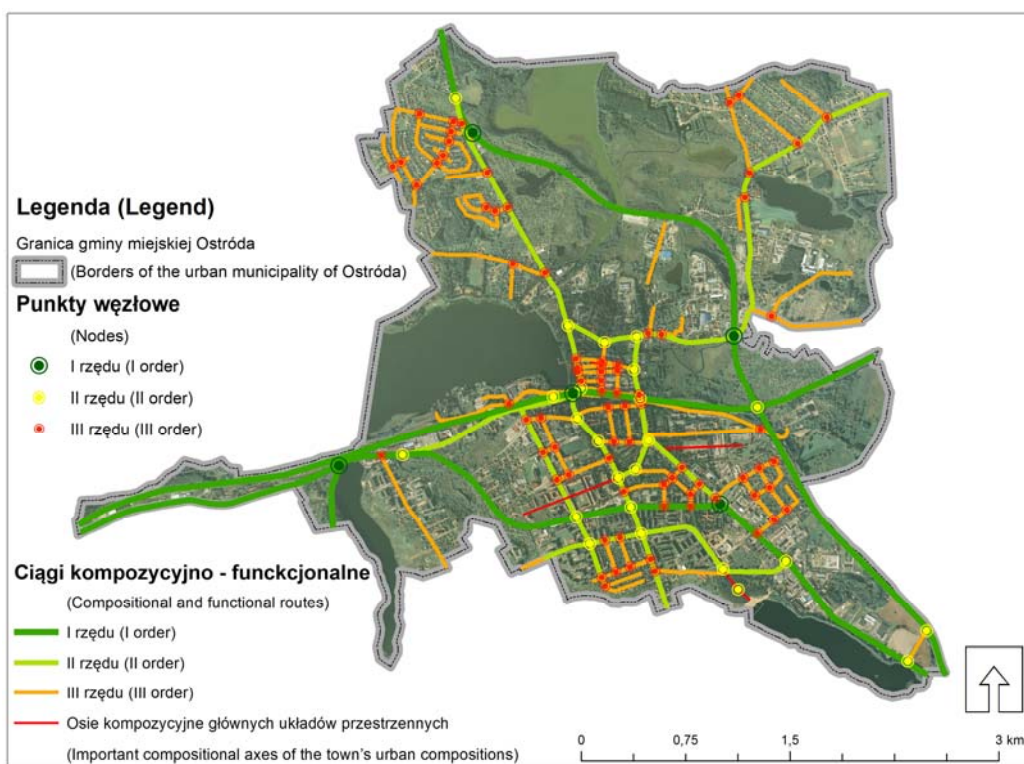 Legenda (Legend)
Granica gminy miejskiej Ostróda
(Borders of the urban municipality of Ostróda)
Punkty węzłowe
(Nodes)
I rzędu (I order)
II rzędu (II order)
III rzędu (III order)
Ciągi kompozycyjno - funckcjonalne
(Compositional and functional routes)
I rzędu (I order)
II rzędu (II order)
III rzędu (III order)
Osie kompozycyjne głównych układów przestrzennych
(Important compositional axes of the town's urban compositions)
0 0,75 1,5 3 km